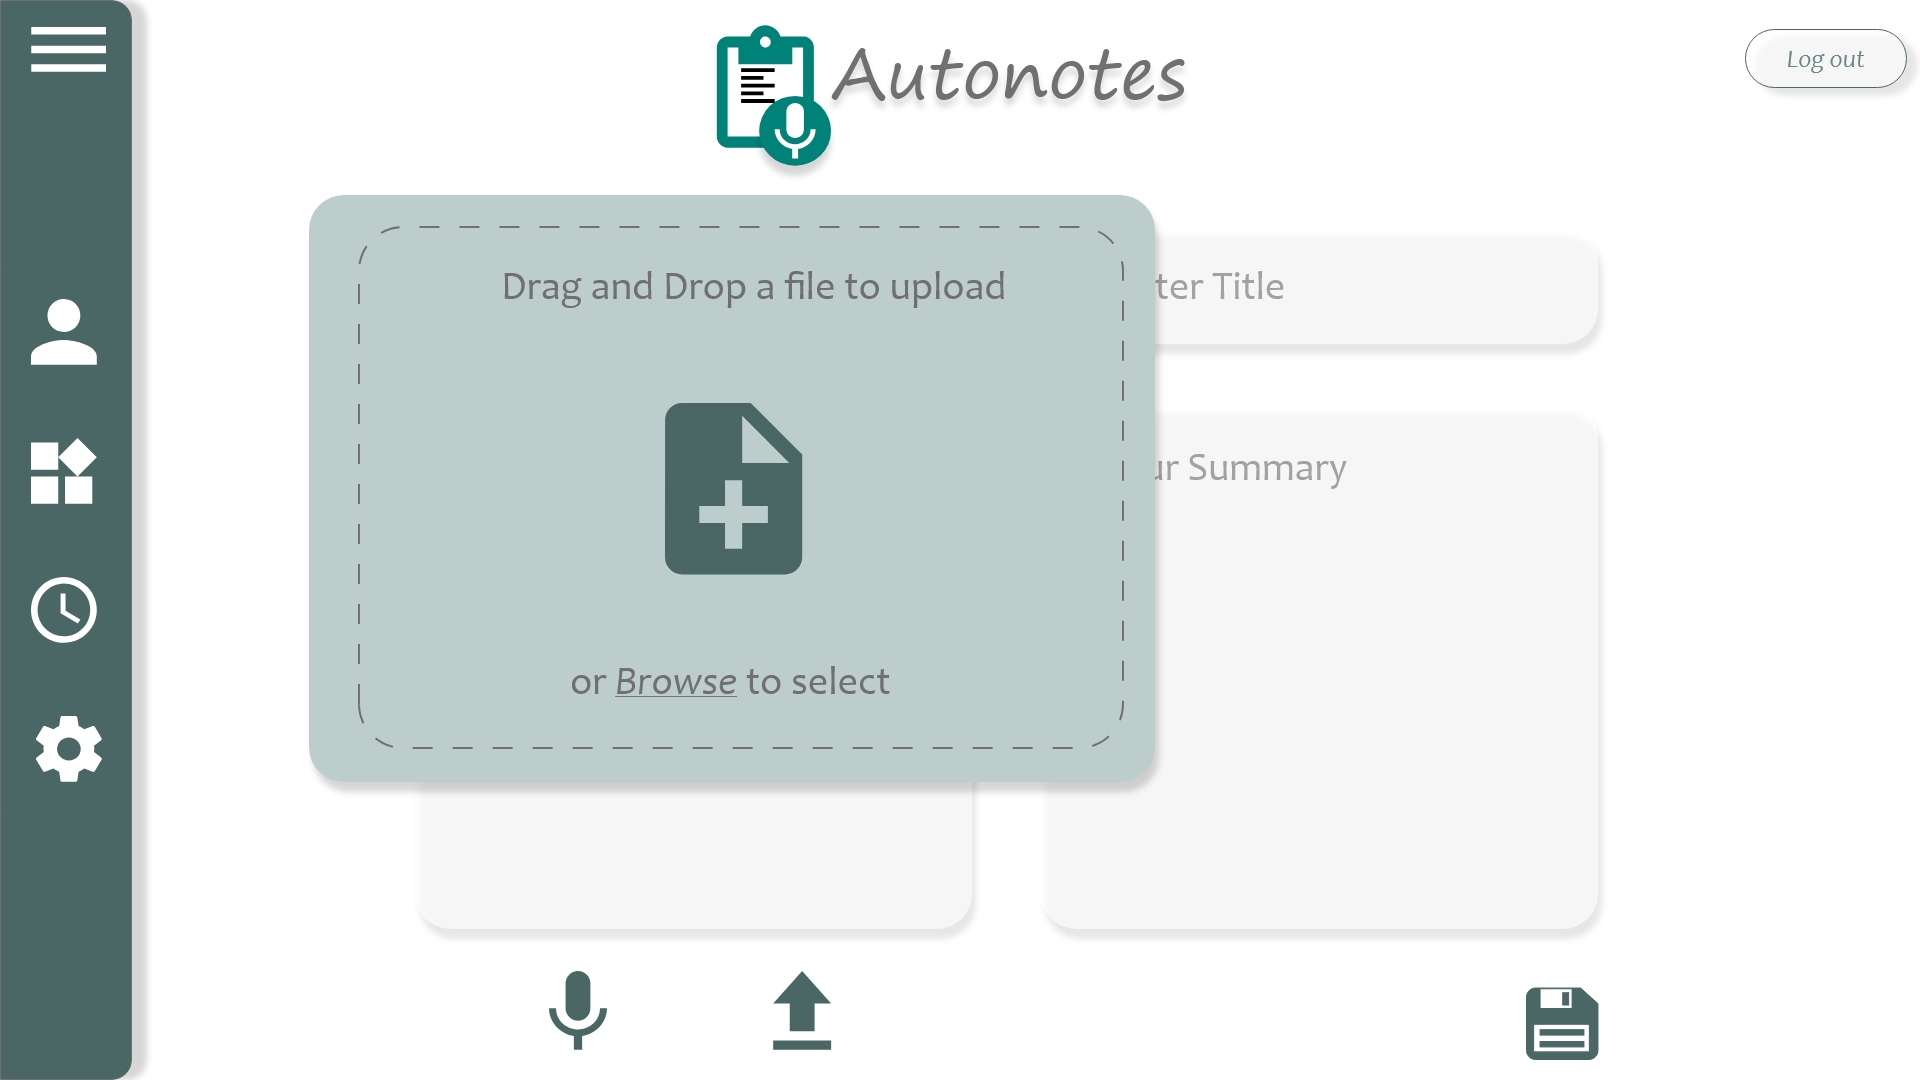 Autonotes
Log out
Drag and Drop a file to upload
ter Title
ur Summary
or Browse to select